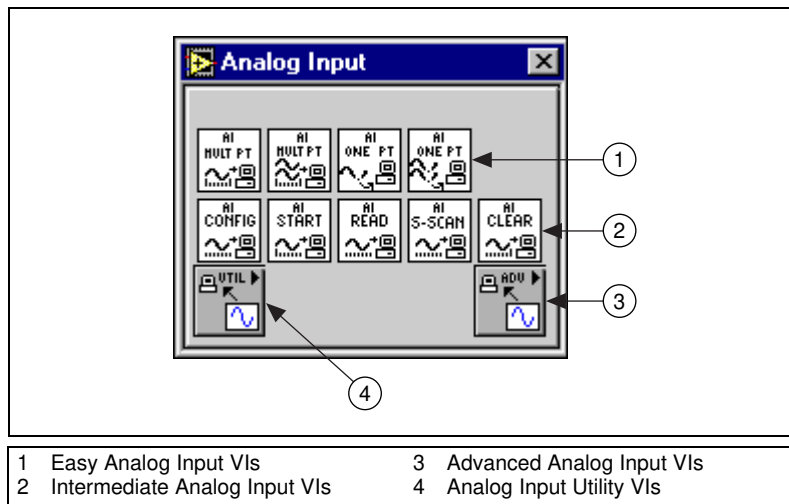 Analog Input
AI MULT PT
AI MULT PT
AI ONE PT
AI ONE PT
1
AI CONFIG
AI START
AI READ
AI S-SCAN
AI CLEAR
2
UTIL
ADV
3
4
1 Easy Analog Input VIs
3 Advanced Analog Input VIs
2 Intermediate Analog Input VIs
4 Analog Input Utility VIs